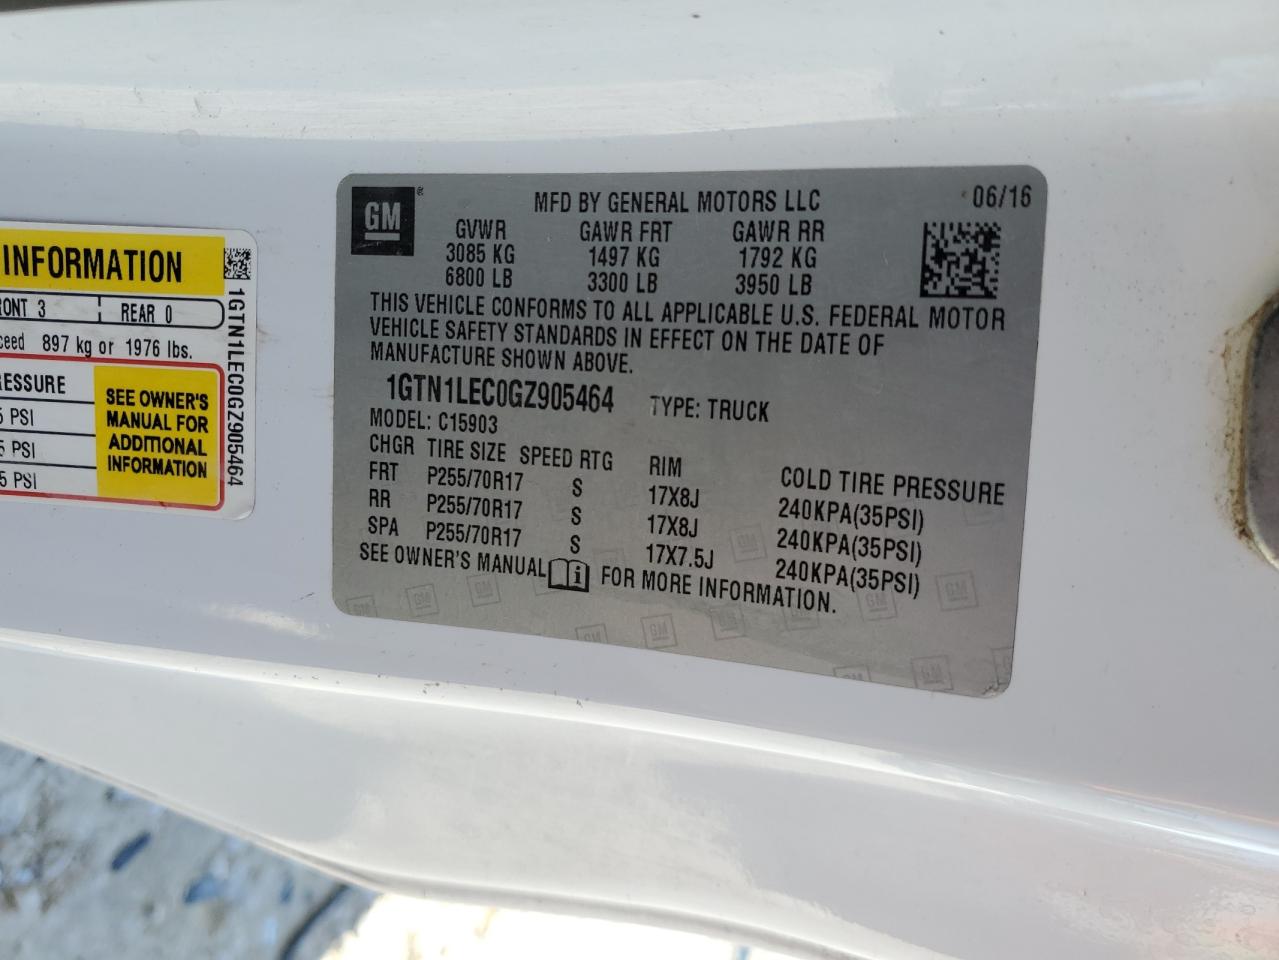 INFORMATION
RONT 3 REAR 0
ceed 897 kg or 1976 lbs.
RESSURE
5 PSI
5 PSI
5 PSI
SEE OWNER'S
MANUAL FOR
ADDITIONAL
INFORMATION
1GTN1LEC0GZ905464
GM ®
MFD BY GENERAL MOTORS LLC 06/16
GVWR GAWR FRT GAWR RR
3085 KG 1497 KG 1792 KG
6800 LB 3300 LB 3950 LB
THIS VEHICLE CONFORMS TO ALL APPLICABLE U.S. FEDERAL MOTOR
VEHICLE SAFETY STANDARDS IN EFFECT ON THE DATE OF
MANUFACTURE SHOWN ABOVE.
1GTN1LEC0GZ905464 TYPE: TRUCK
MODEL: C15903
CHGR TIRE SIZE SPEED RTG RIM COLD TIRE PRESSURE
FRT P255/70R17 S 17X8J 240KPA(35PSI)
RR P255/70R17 S 17X8J 240KPA(35PSI)
SPA P255/70R17 S 17X7.5J 240KPA(35PSI)
SEE OWNER'S MANUAL FOR MORE INFORMATION.